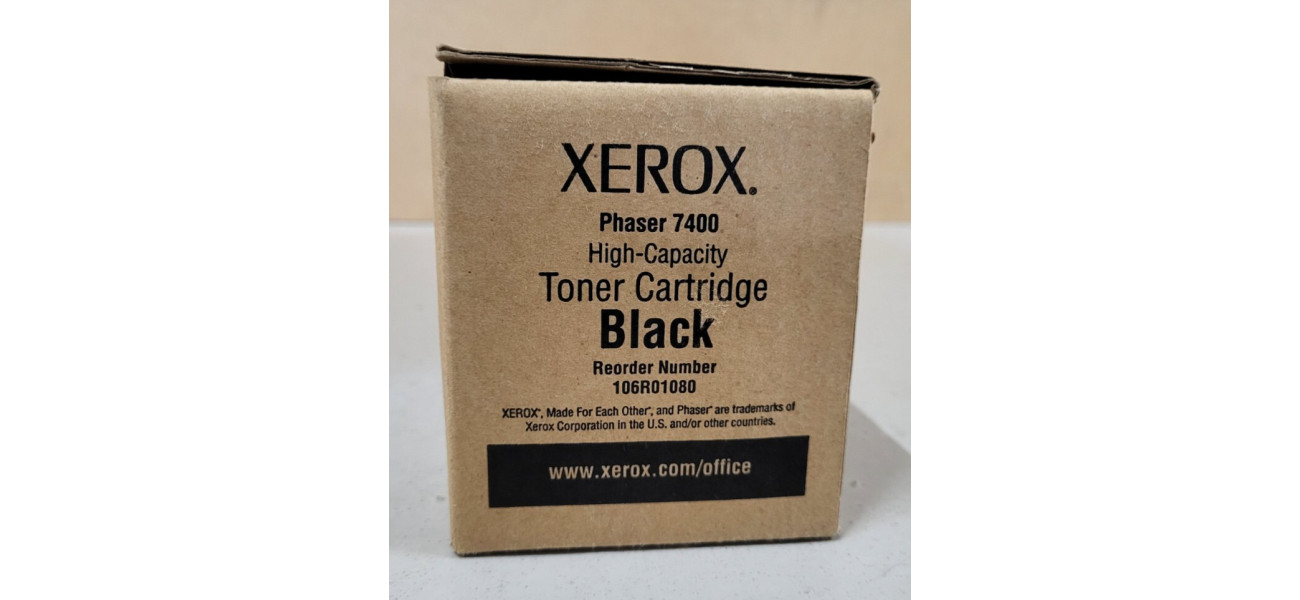 XEROX®
Phaser 7400
High-Capacity
Toner Cartridge
Black
Reorder Number
106R01080
XEROX®, Made For Each Other®, and Phaser® are trademarks of
Xerox Corporation in the U.S. and/or other countries.
www.xerox.com/office